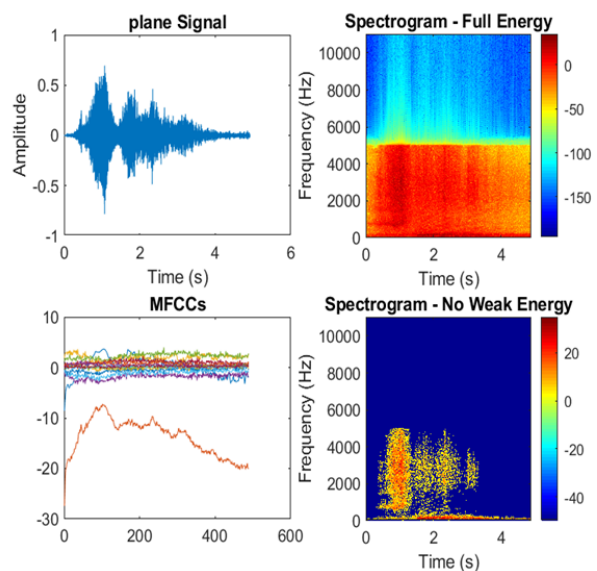 plane Signal
1
0.5
0
-0.5
-1
Amplitude
0 2 4 6
Time (s)
Spectrogram - Full Energy
10000
8000
6000
4000
2000
0
Frequency (Hz)
0 2 4
Time (s)
0
-50
-100
-150
MFCCs
10
0
-10
-20
-30
0 200 400 600
Spectrogram - No Weak Energy
10000
8000
6000
4000
2000
0
Frequency (Hz)
0 2 4
Time (s)
20
0
-20
-40